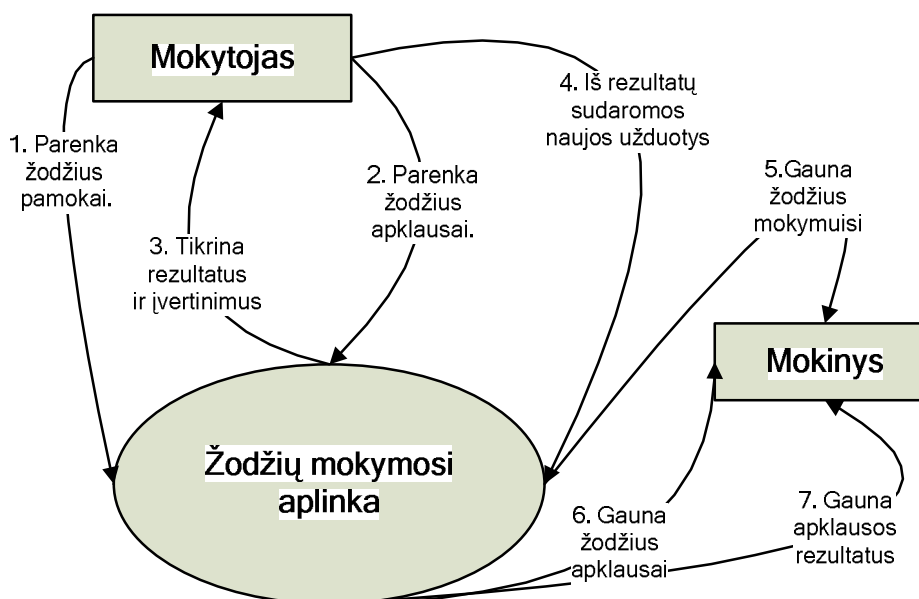 Mokytojas
1. Parenka
žodžius
pamokai.
2. Parenka
žodžius
apklausai.
3. Tikrina
rezultatus
ir įvertinimus
4. Iš rezultatų
sudaromos
naujos užduotys
5.Gauna
žodžius
mokymuisi
Mokinys
Žodžių mokymosi
aplinka
6. Gauna
žodžius
apklausai
7. Gauna
apklausos
rezultatus